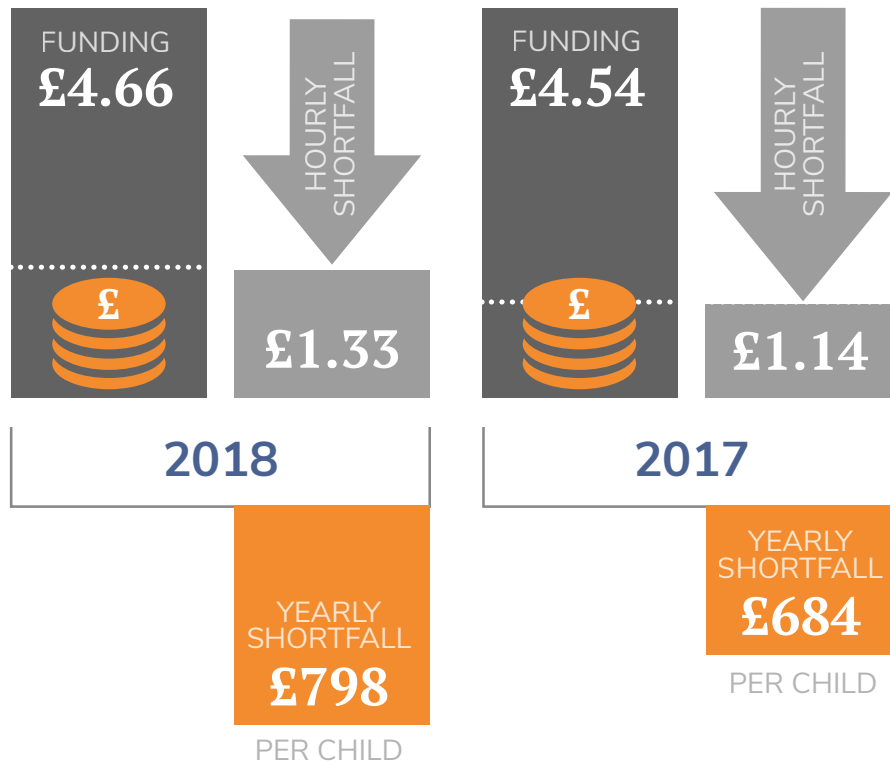 FUNDING
£4.66
HOURLY
SHORTFALL
£
£1.33
2018
YEARLY
SHORTFALL
£798
PER CHILD
FUNDING
£4.54
HOURLY
SHORTFALL
£
£1.14
2017
YEARLY
SHORTFALL
£684
PER CHILD